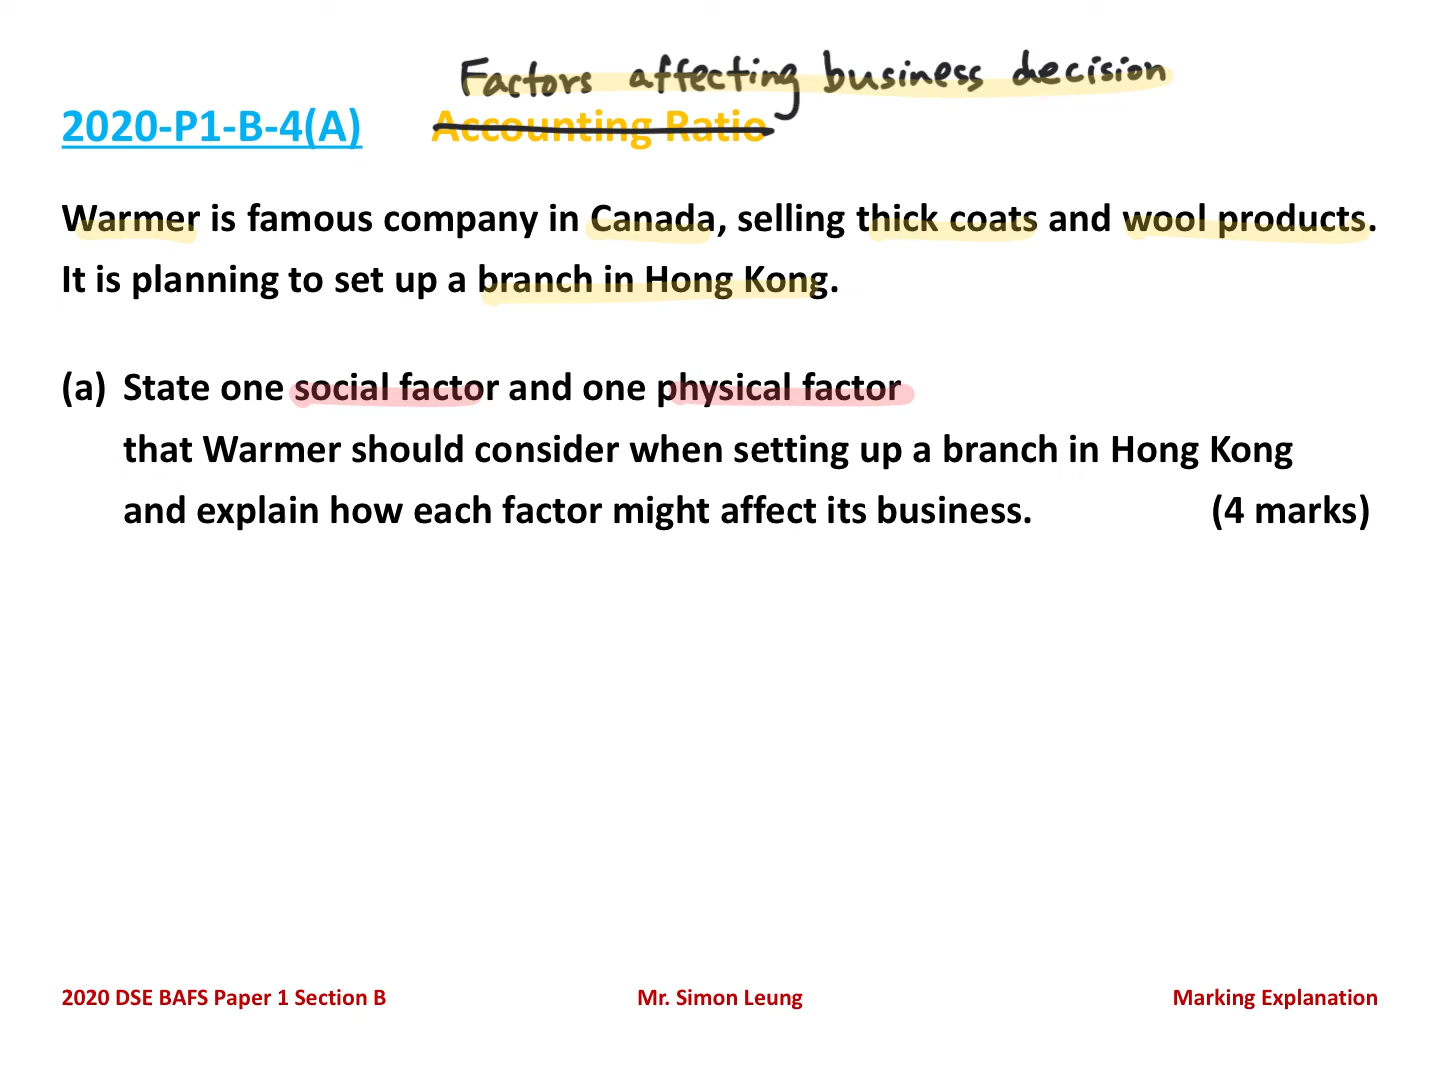 Factors affecting business decision
2020-P1-B-4(A) Accounting Ratio
Warmer is famous company in Canada, selling thick coats and wool products.
It is planning to set up a branch in Hong Kong.
(a) State one social factor and one physical factor
that Warmer should consider when setting up a branch in Hong Kong
and explain how each factor might affect its business. (4 marks)
2020 DSE BAFS Paper 1 Section B Mr. Simon Leung Marking Explanation